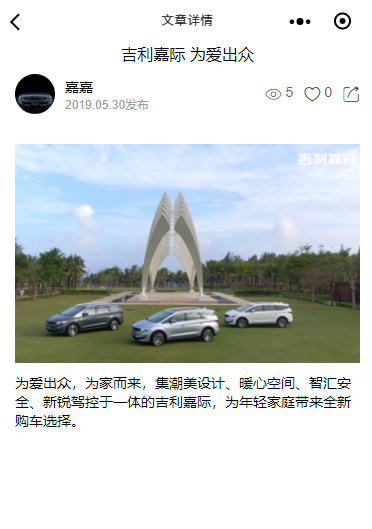 文章详情
吉利嘉际 为爱出众
嘉嘉
2019.05.30发布
5
0
吉利嘉际
为爱出众，为家而来，集潮美设计、暖心空间、智汇安
全、新锐驾控于一体的吉利嘉际，为年轻家庭带来全新
购车选择。